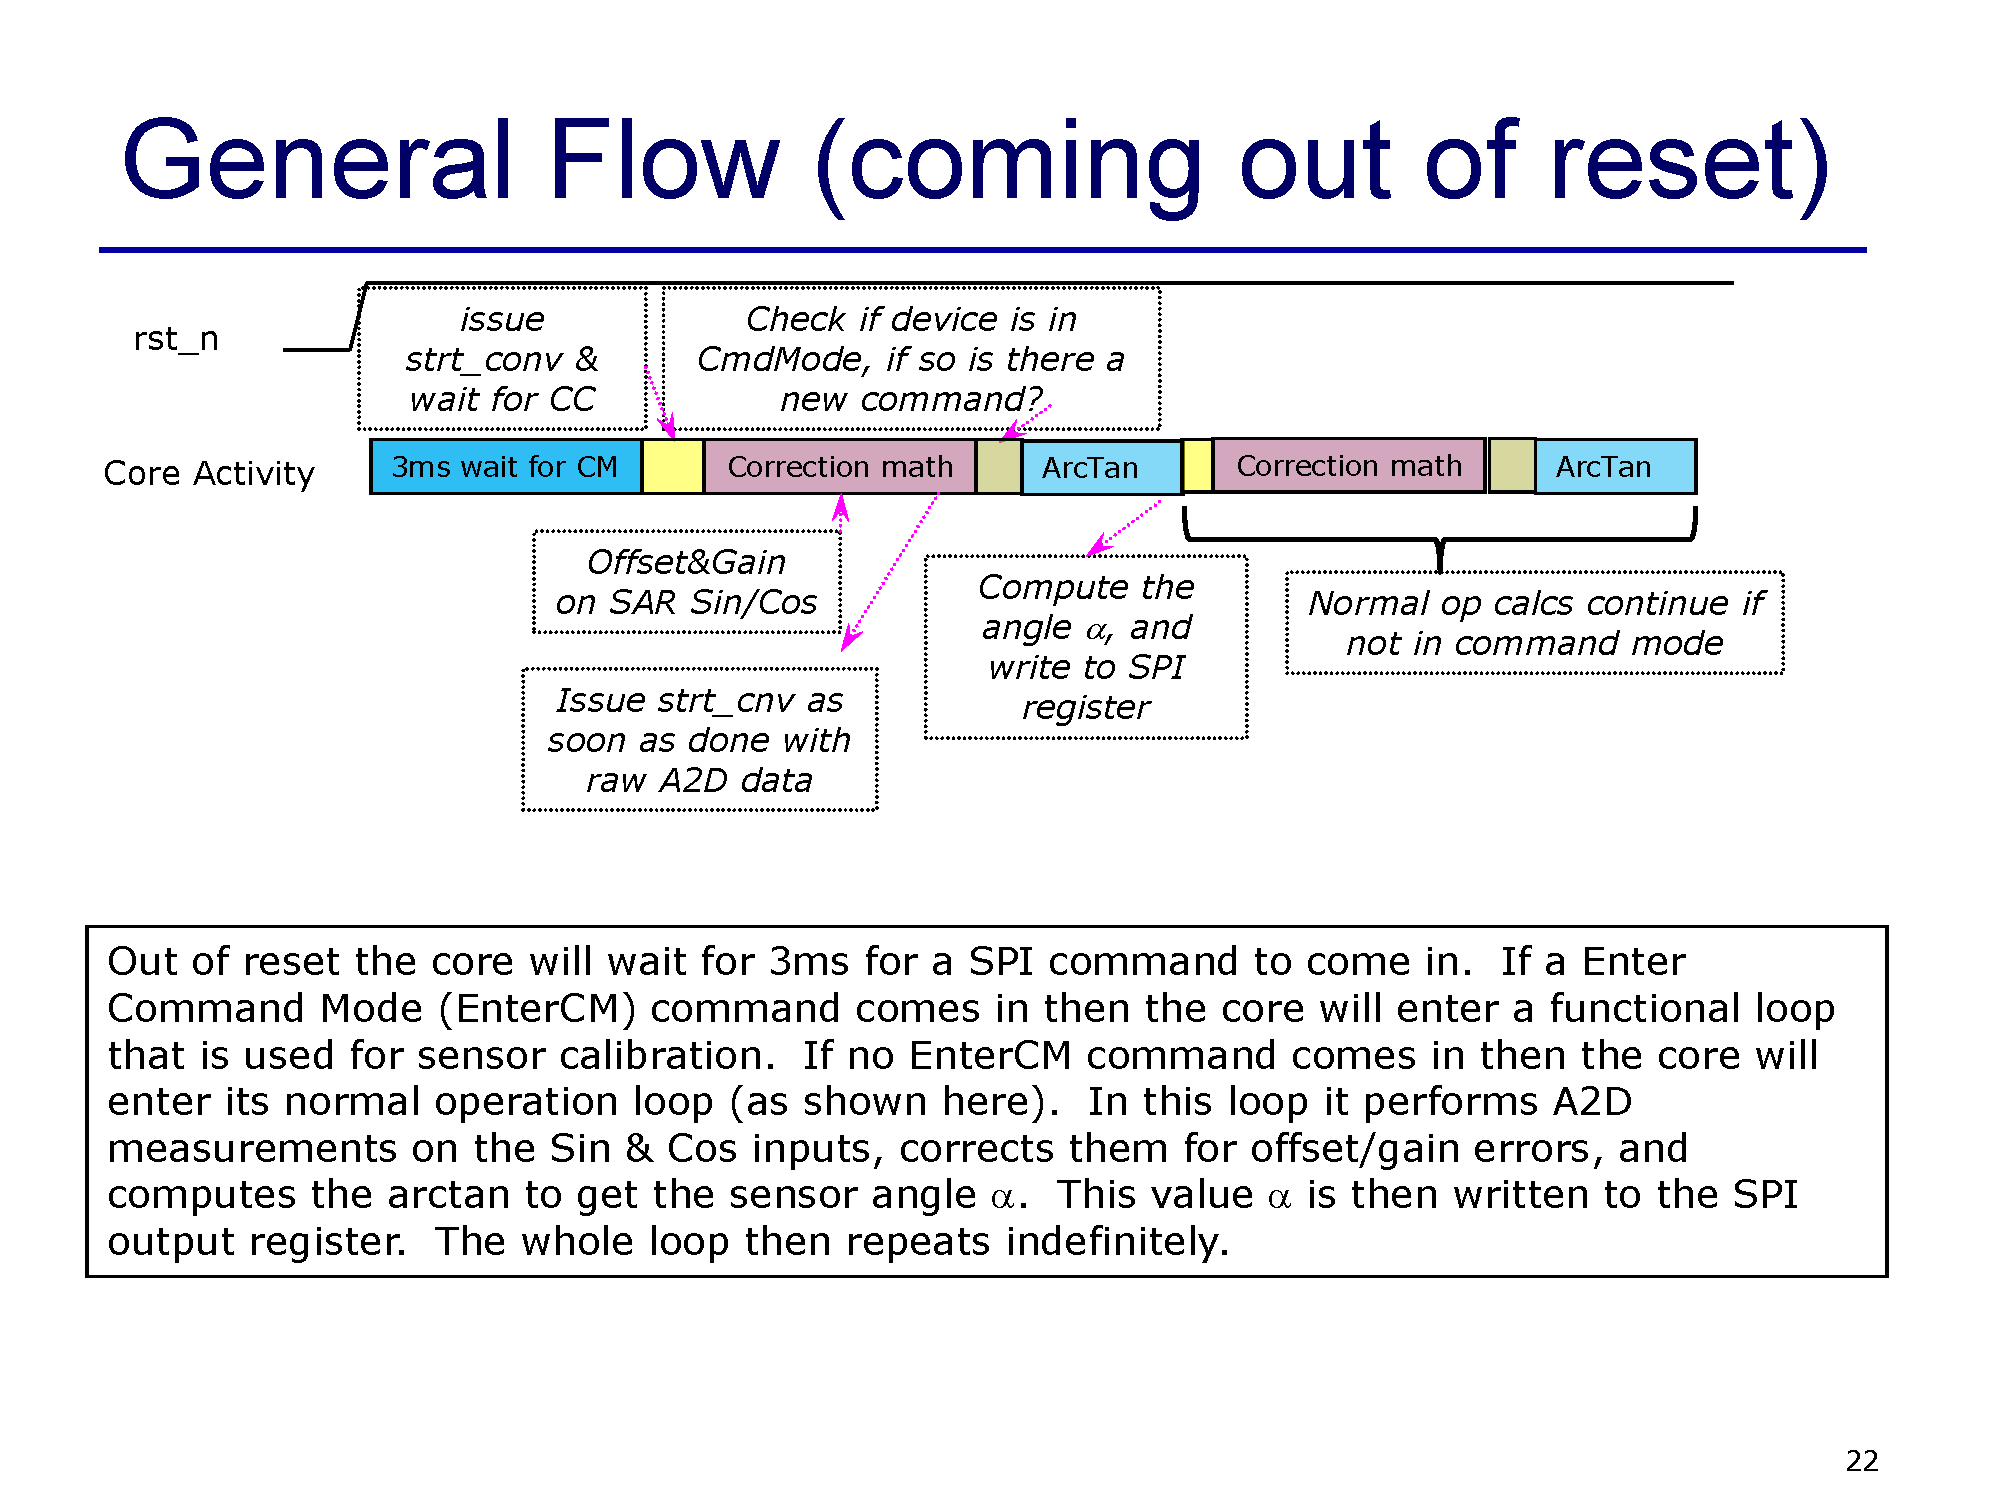 General Flow (coming out of reset)
rst_n
issue
strt_conv &
wait for CC
Check if device is in
CmdMode, if so is there a
new command?
Core Activity
3ms wait for CM
Correction math
ArcTan
Correction math
ArcTan
Offset&Gain
on SAR Sin/Cos
Issue strt_cnv as
soon as done with
raw A2D data
Compute the
angle α, and
write to SPI
register
Normal op calcs continue if
not in command mode
Out of reset the core will wait for 3ms for a SPI command to come in. If a Enter
Command Mode (EnterCM) command comes in then the core will enter a functional loop
that is used for sensor calibration. If no EnterCM command comes in then the core will
enter its normal operation loop (as shown here). In this loop it performs A2D
measurements on the Sin & Cos inputs, corrects them for offset/gain errors, and
computes the arctan to get the sensor angle α. This value α is then written to the SPI
output register. The whole loop then repeats indefinitely.
22